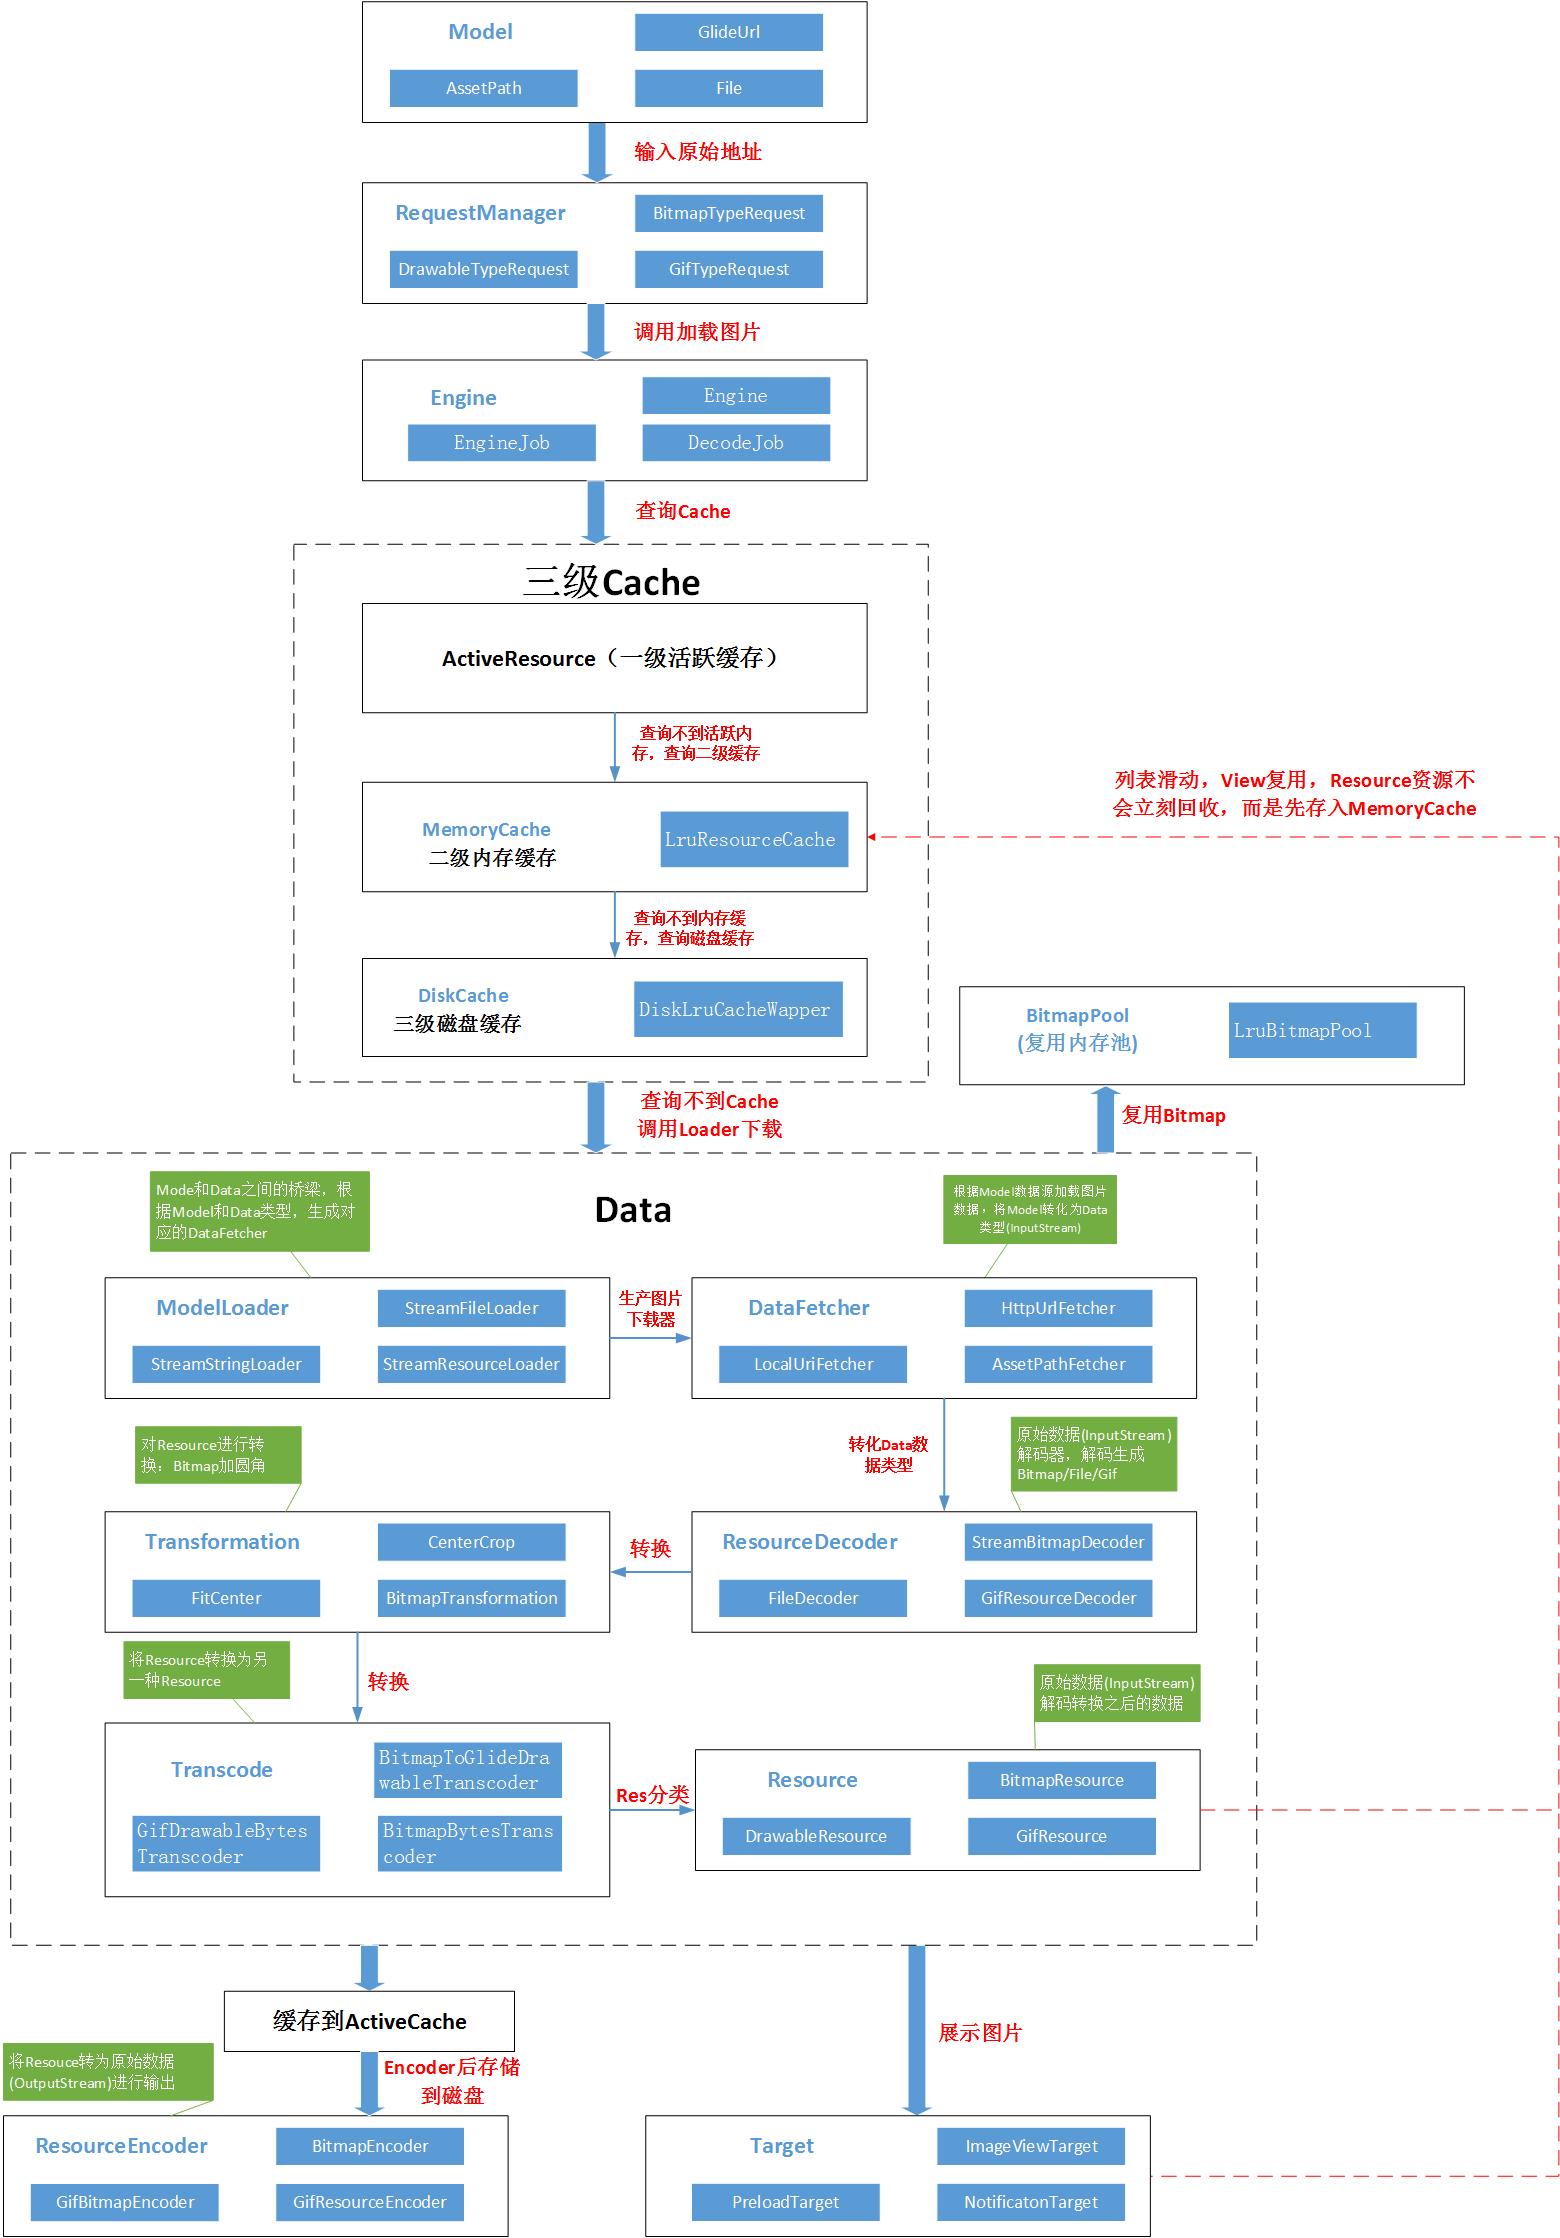 Model
GlideUrl
AssetPath
File
输入原始地址
RequestManager
BitmapTypeRequest
DrawableTypeRequest
GifTypeRequest
调用加载图片
Engine
Engine
EngineJob
DecodeJob
查询Cache
三级Cache
ActiveResource（一级活跃缓存）
查询不到活跃内
存，查询二级缓存
列表滑动，View复用，Resource资源不
会立刻回收，而是先存入MemoryCache
MemoryCache
二级内存缓存
LruResourceCache
查询不到内存缓
存，查询磁盘缓存
DiskCache
三级磁盘缓存
DiskLruCacheWapper
BitmapPool
(复用内存池)
LruBitmapPool
查询不到Cache
调用Loader下载
复用Bitmap
Data
Mode和Data之间的桥梁，根
据Model和Data类型，生成对
应的DataFetcher
根据Model数据源加载图片
数据，将Model转化为Data
类型(InputStream)
ModelLoader
StreamFileLoader
StreamStringLoader
StreamResourceLoader
生产图片
下载器
DataFetcher
HttpUrlFetcher
LocalUriFetcher
AssetPathFetcher
对Resource进行转
换：Bitmap加圆角
转化Data数
据类型
原始数据(InputStream)
解码器，解码生成
Bitmap/File/Gif
Transformation
CenterCrop
FitCenter
BitmapTransformation
转换
ResourceDecoder
StreamBitmapDecoder
FileDecoder
GifResourceDecoder
将Resource转换为另
一种Resource
转换
原始数据(InputStream)
解码转换之后的数据
Transcode
BitmapToGlideDra
wableTranscoder
GifDrawableBytes
Transcoder
BitmapBytesTrans
coder
Res分类
Resource
BitmapResource
DrawableResource
GifResource
缓存到ActiveCache
展示图片
将Resouce转为原始数据
(OutputStream)进行输出
Encoder后存储
到磁盘
ResourceEncoder
BitmapEncoder
GifBitmapEncoder
GifResourceEncoder
Target
ImageViewTarget
PreloadTarget
NotificatonTarget